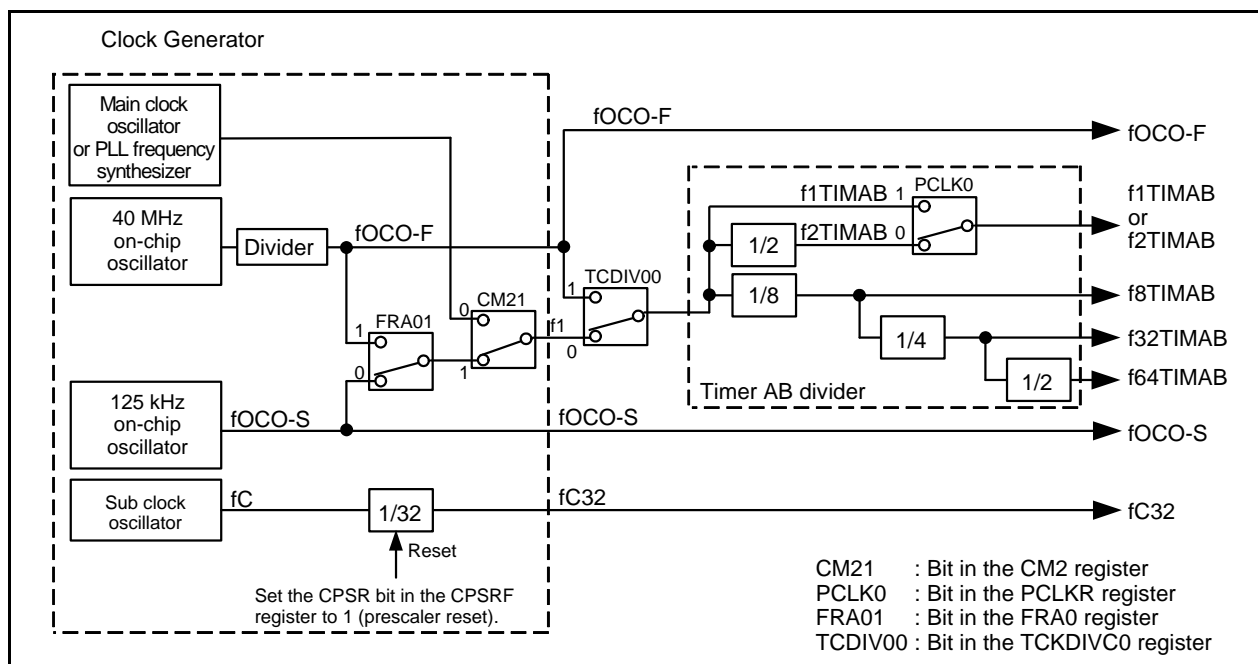 Clock Generator
Main clock
oscillator
or PLL frequency
synthesizer
fOCO-F
fOCO-F
40 MHz
on-chip
oscillator
Divider
fOCO-F
FRA01
1
0
CM21
0
1
f1
TCDIV00
1
0
f1TIMAB
1
PCLK0
f2TIMAB
0
1/2
f1TIMAB
or
f2TIMAB
1/8
f8TIMAB
1/4
f32TIMAB
1/2
f64TIMAB
Timer AB divider
125 kHz
on-chip
oscillator
fOCO-S
fOCO-S
fOCO-S
Sub clock
oscillator
fC
1/32
fC32
fC32
Reset
Set the CPSR bit in the CPSRF
register to 1 (prescaler reset).
CM21 : Bit in the CM2 register
PCLK0 : Bit in the PCLKR register
FRA01 : Bit in the FRA0 register
TCDIV00 : Bit in the TCKDIVC0 register